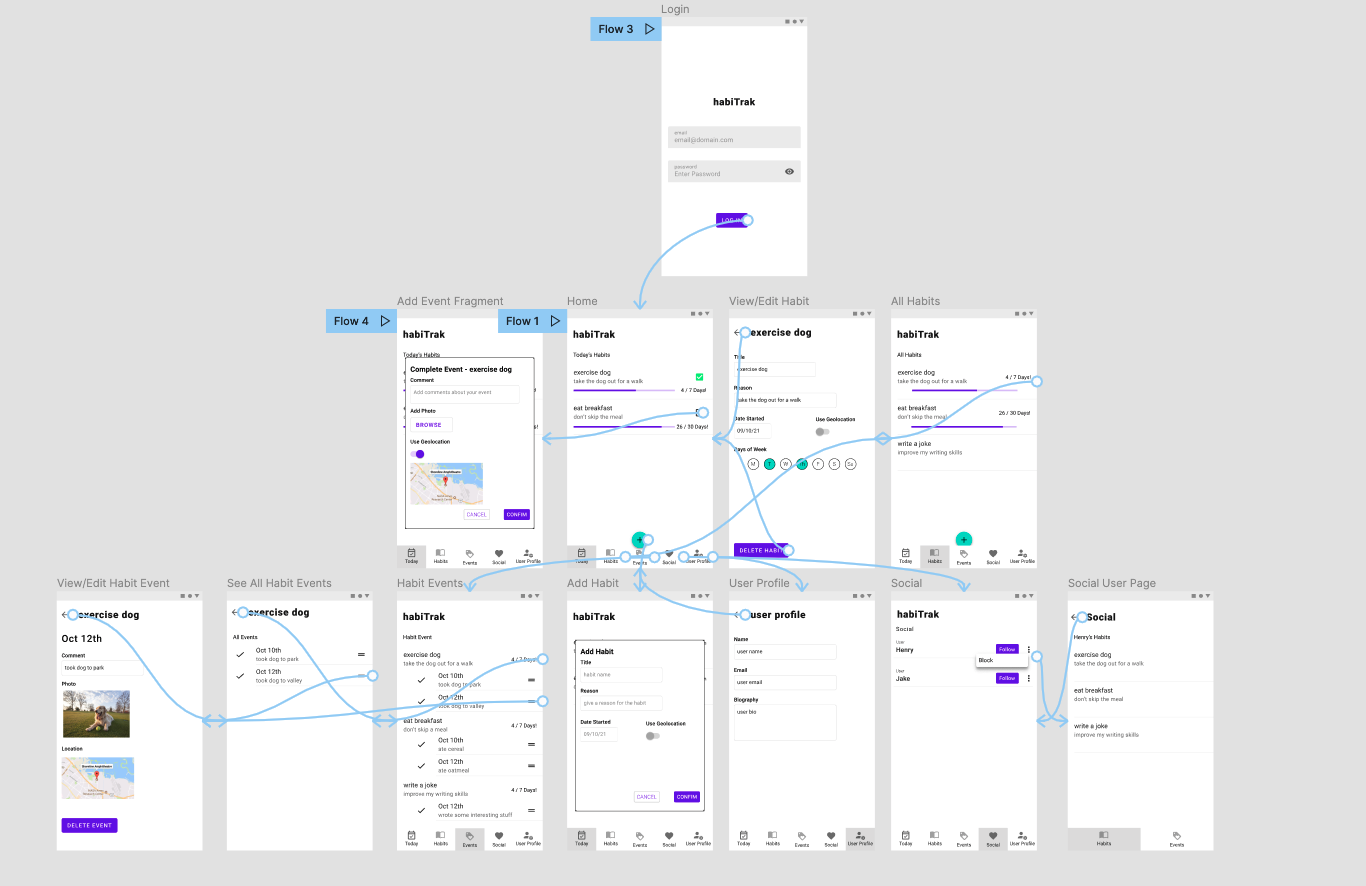 Login
Flow 3
habiTrak
email
email@domain.com
password
Enter Password
LOG IN
Add Event Fragment
Flow 4
habiTrak
Today's Habits
Complete Event - exercise dog
Comment
Add comments about your event
Add Photo
BROWSE
Use Geolocation
Shoreline Amphitheatre
CANCEL
CONFIM
Today
Habits
Events
Social
User Profile
Home
Flow 1
habiTrak
Today's Habits
exercise dog
take the dog out for a walk
4 / 7 Days!
eat breakfast
don't skip the meal
26 / 30 Days!
Today
Habits
Events
Social
User Profile
View/Edit Habit
exercise dog
Title
exercise dog
Reason
take the dog out for a walk
Date Started
Use Geolocation
09/10/21
Days of Week
M T W Th F S Su
DELETE HABIT
All Habits
habiTrak
All Habits
exercise dog
take the dog out for a walk
4 / 7 Days!
eat breakfast
don't skip the meal
26 / 30 Days!
write a joke
improve my writing skills
Today
Habits
Events
Social
User Profile
View/Edit Habit Event
exercise dog
Oct 12th
Comment
took dog to park
Photo
Location
Shoreline Amphitheatre
DELETE EVENT
See All Habit Events
exercise dog
All Events
Oct 10th
took dog to park
Oct 12th
took dog to valley
Habit Events
habiTrak
Habit Event
exercise dog
take the dog out for a walk
4 / 7 Days!
Oct 10th
took dog to park
Oct 12th
took dog to valley
eat breakfast
don't skip a meal
4 / 7 Days!
Oct 10th
ate cereal
Oct 12th
ate oatmeal
write a joke
improve my writing skills
4 / 7 Days!
Oct 12th
wrote some interesting stuff
Today
Habits
Events
Social
User Profile
Add Habit
habiTrak
Add Habit
Title
habit name
Reason
give a reason for the habit
Date Started
Use Geolocation
09/10/21
CANCEL
CONFIM
Today
Habits
Events
Social
User Profile
User Profile
user profile
Name
user name
Email
user email
Biography
user bio
Today
Habits
Events
Social
User Profile
Social
habiTrak
Social
User
Henry
Follow
Block
User
Jake
Follow
Today
Habits
Events
Social
User Profile
Social User Page
Social
Henry's Habits
exercise dog
take the dog out for a walk
eat breakfast
don't skip the meal
write a joke
improve my writing skills
Habits
Events